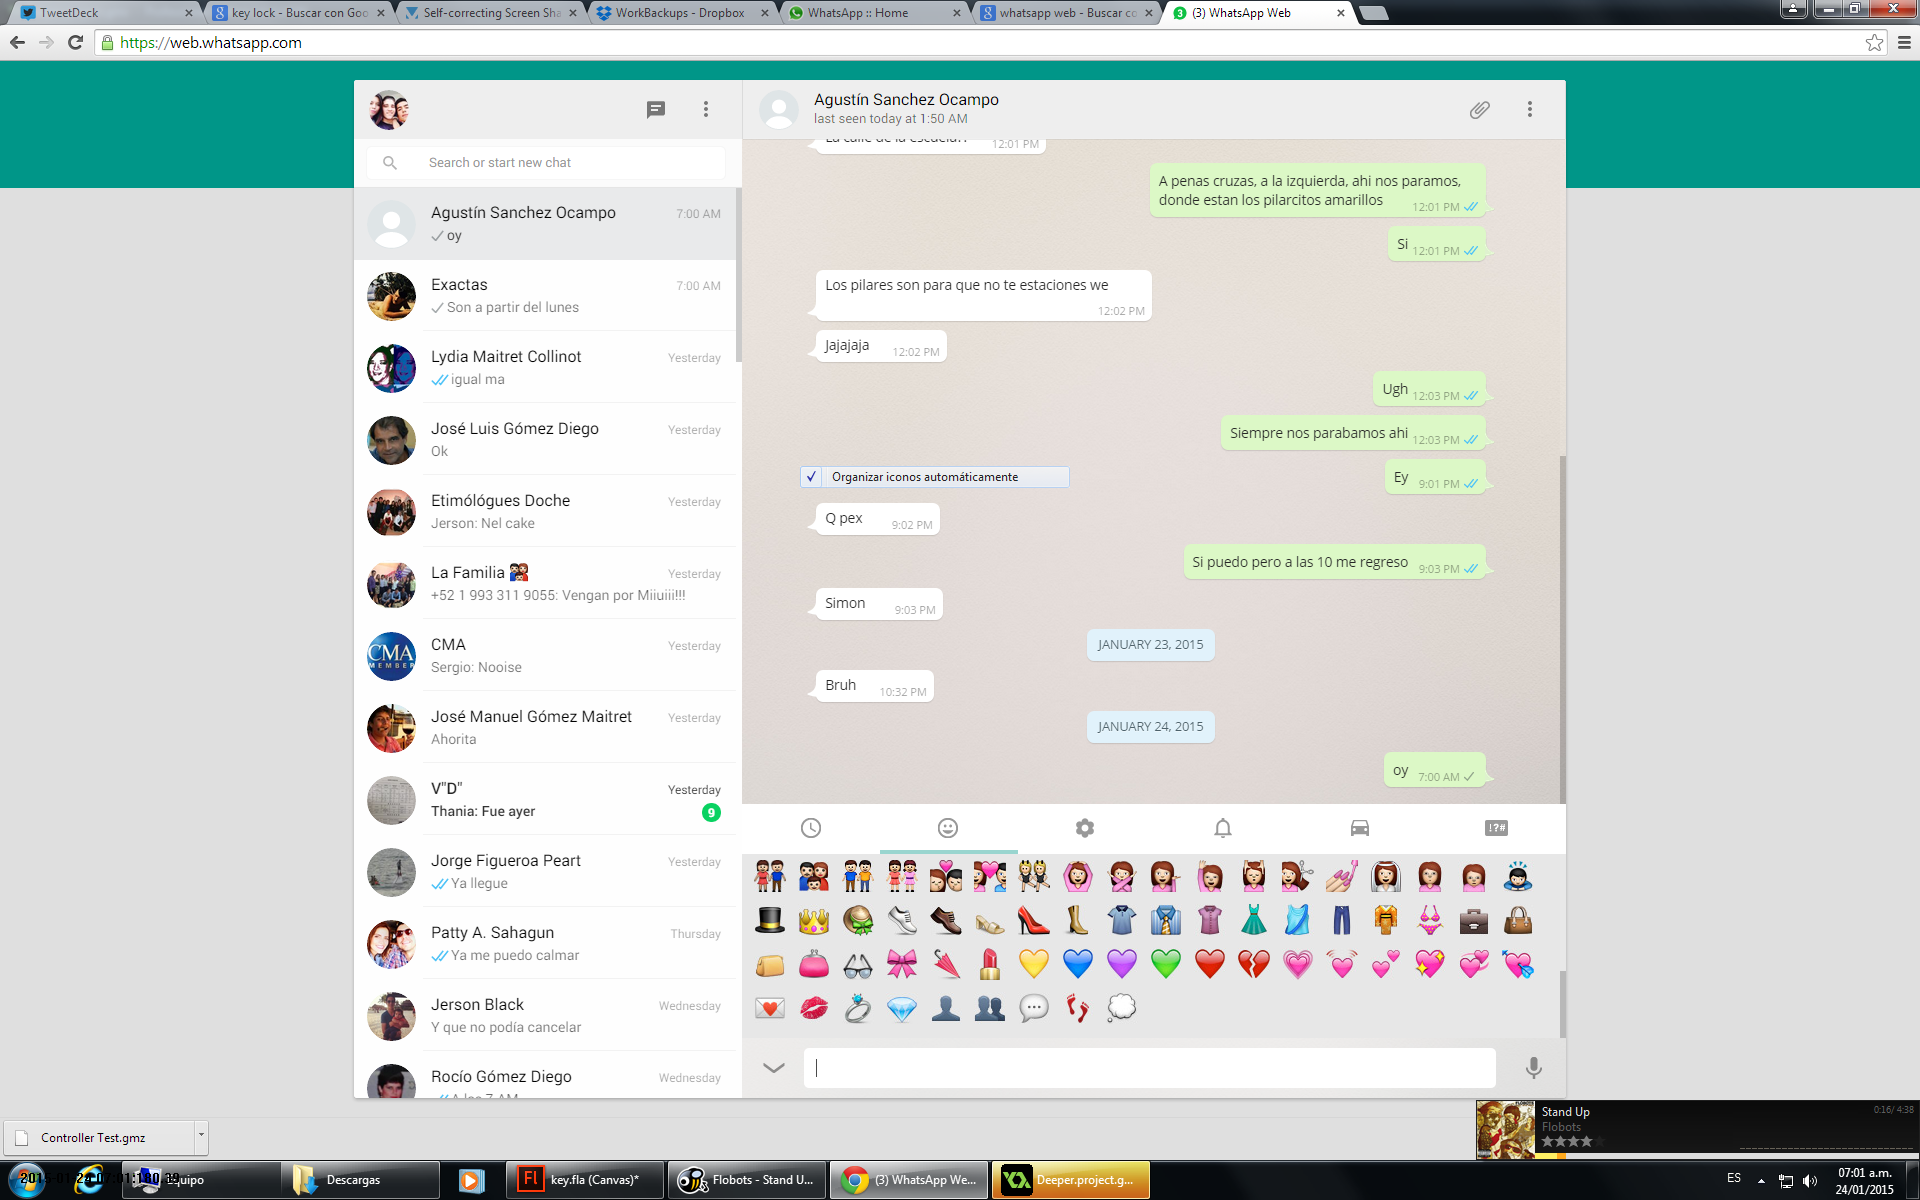 TweetDeck
key lock - Buscar con Goo
Self-correcting Screen Sha
WorkBackups - Dropbox
WhatsApp :: Home
whatsapp web - Buscar co
(3) WhatsApp Web
https://web.whatsapp.com
Search or start new chat
Agustín Sanchez Ocampo 7:00 AM
oy
Exactas 7:00 AM
Son a partir del lunes
Lydia Maitret Collinot Yesterday
igual ma
José Luis Gómez Diego Yesterday
Ok
Etimólógues Doche Yesterday
Jerson: Nel cake
La Familia Yesterday
+52 1 993 311 9055: Vengan por Miiuiii!!!
CMA Yesterday
Sergio: Nooise
CMA
MEMBER
José Manuel Gómez Maitret Yesterday
Ahorita
V"D" Yesterday
Thania: Fue ayer 9
Jorge Figueroa Peart Yesterday
Ya llegue
Patty A. Sahagun Thursday
Ya me puedo calmar
Jerson Black Wednesday
Y que no podía cancelar
Rocío Gómez Diego Wednesday
Agustín Sanchez Ocampo
last seen today at 1:50 AM
La calle de la escuela?? 12:01 PM
A penas cruzas, a la izquierda, ahi nos paramos,
donde estan los pilarcitos amarillos 12:01 PM
Si 12:01 PM
Los pilares son para que no te estaciones we
12:02 PM
Jajajaja 12:02 PM
Ugh 12:03 PM
Siempre nos parabamos ahi 12:03 PM
Organizar iconos automáticamente
Ey 9:01 PM
Q pex 9:02 PM
Si puedo pero a las 10 me regreso 9:03 PM
Simon 9:03 PM
JANUARY 23, 2015
Bruh 10:32 PM
JANUARY 24, 2015
oy 7:00 AM
!?#
Controller Test.gmz
Stand Up 0:16/ 4:38
Flobots
Equipo
Descargas
key.fla (Canvas)*
Flobots - Stand U...
(3) WhatsApp We...
Deeper.project.g...
ES
07:01 a.m.
24/01/2015